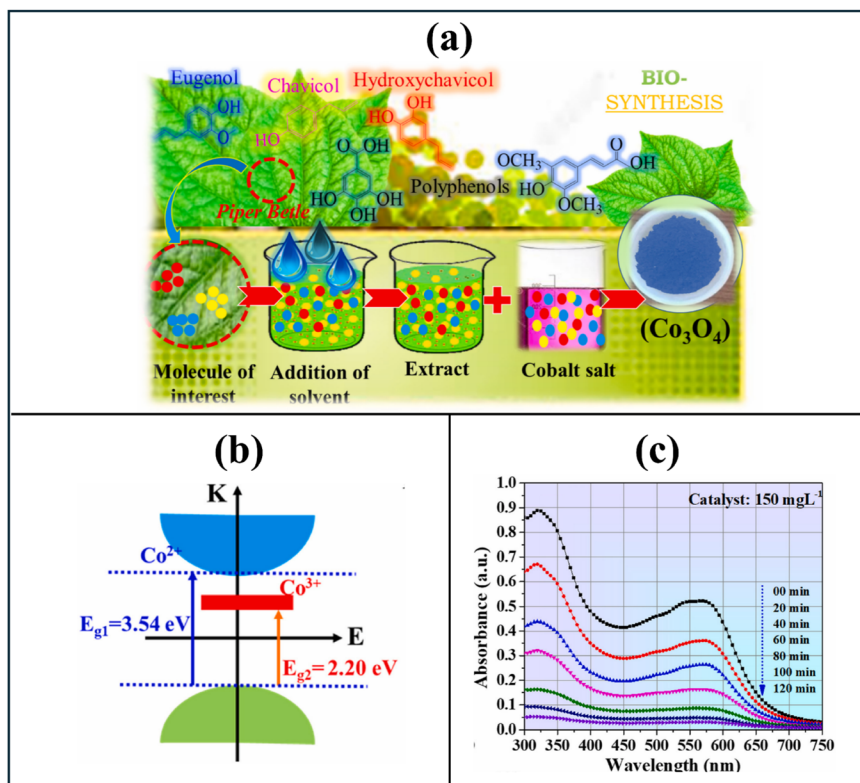 (a)
Eugenol
Chavicol
Hydroxychavicol
BIO-
SYNTHESIS
OH
O
HO
OH
HO
O
OH
HO
OH
OH
Polyphenols
OCH₃
HO
OCH₃
O
OH
Piper Betle
Molecule of
interest
Addition of
solvent
Extract
Cobalt salt
(Co₃O₄)
(b)
K
Co²⁺
Co³⁺
E_g1=3.54 eV
E
E_g2=2.20 eV
(c)
Catalyst: 150 mgL⁻¹
1.0
0.9
0.8
0.7
0.6
0.5
0.4
0.3
0.2
0.1
0.0
Absorbance (a.u.)
00 min
20 min
40 min
60 min
80 min
100 min
120 min
300 350 400 450 500 550 600 650 700 750
Wavelength (nm)